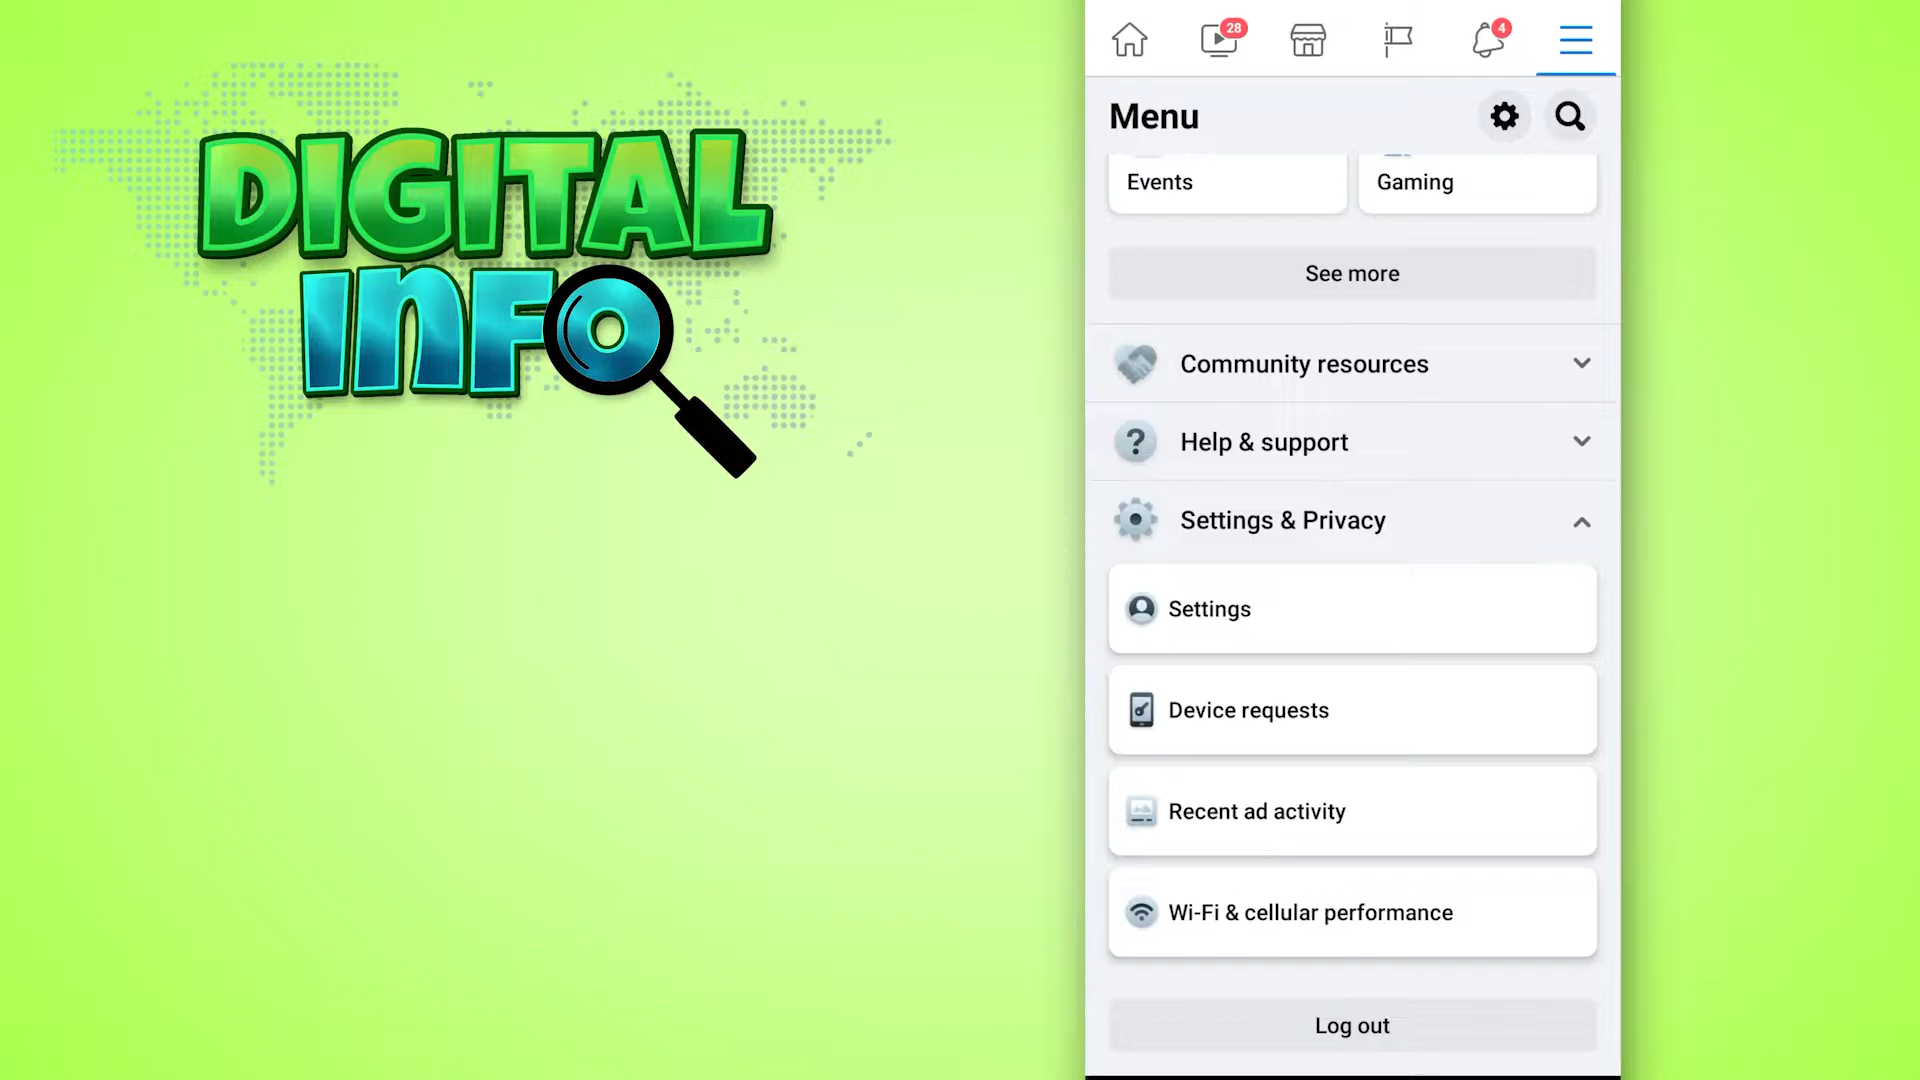 DIGITAL
INFO
28
4
Menu
Events
Gaming
See more
Community resources
Help & support
Settings & Privacy
Settings
Device requests
Recent ad activity
Wi-Fi & cellular performance
Log out